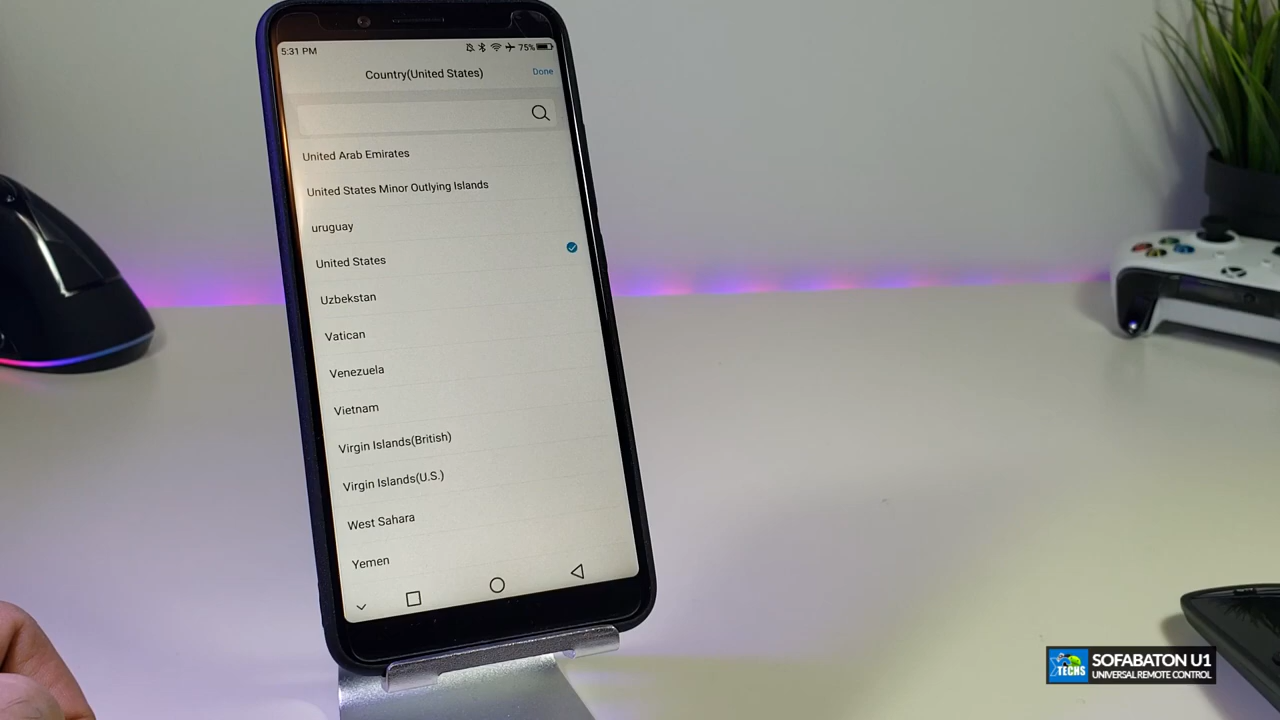 5:31 PM
75%
Country(United States)
Done
United Arab Emirates
United States Minor Outlying Islands
uruguay
United States
Uzbekstan
Vatican
Venezuela
Vietnam
Virgin Islands(British)
Virgin Islands(U.S.)
West Sahara
Yemen
TECHS
SOFABATON U1
UNIVERSAL REMOTE CONTROL